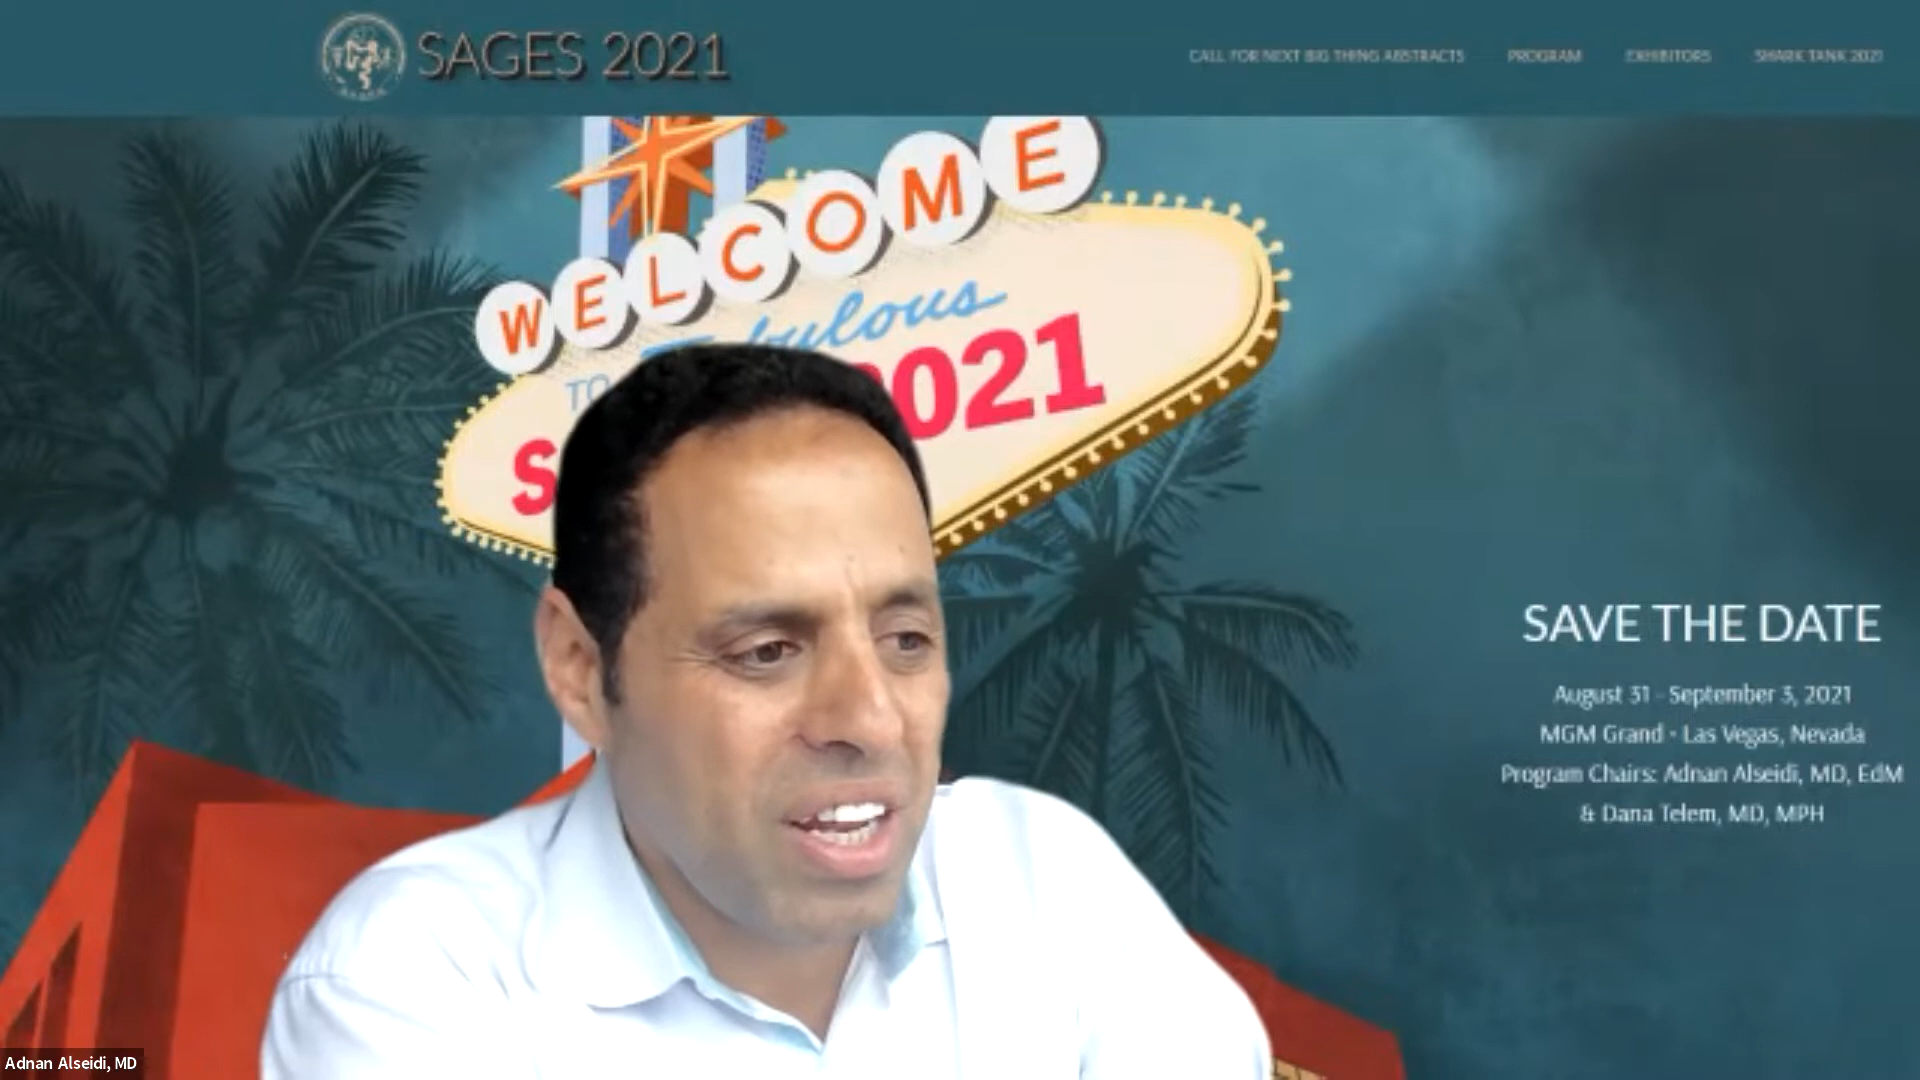 SAGES 2021
CALL FOR NEXT BIG THING ABSTRACTS
PROGRAM
EXHIBITORS
SHARK TANK 2021
WELCOME
TO
2021
SAVE THE DATE
August 31 - September 3, 2021
MGM Grand • Las Vegas, Nevada
Program Chairs: Adnan Alseidi, MD, EdM
& Dana Telem, MD, MPH
Adnan Alseidi, MD